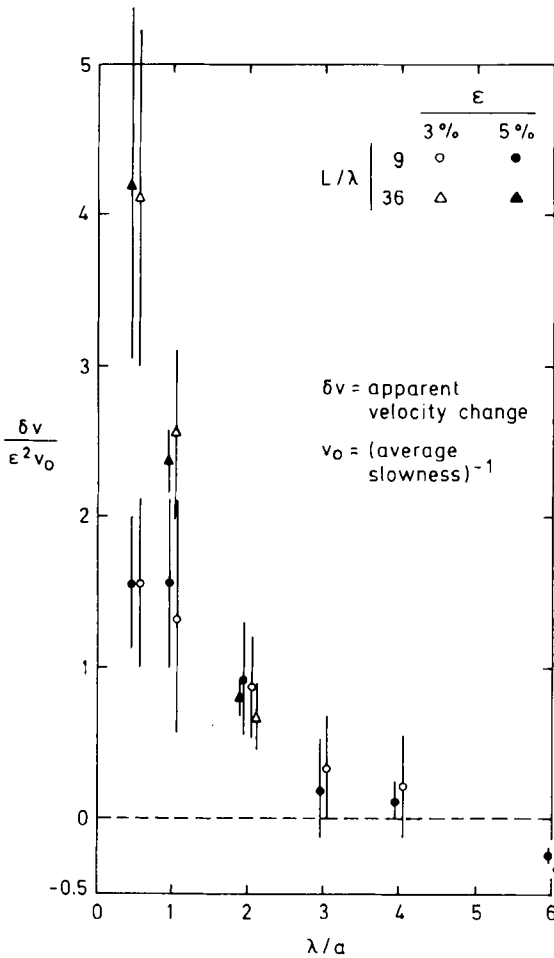 5
4
3
2
1
0
-0.5
δv
ε²v₀
ε
3% 5%
L/λ
9 ○ ●
36 △ ▲
δv = apparent
velocity change
v₀ = (average
slowness)⁻¹
0 1 2 3 4 5 6
λ/a